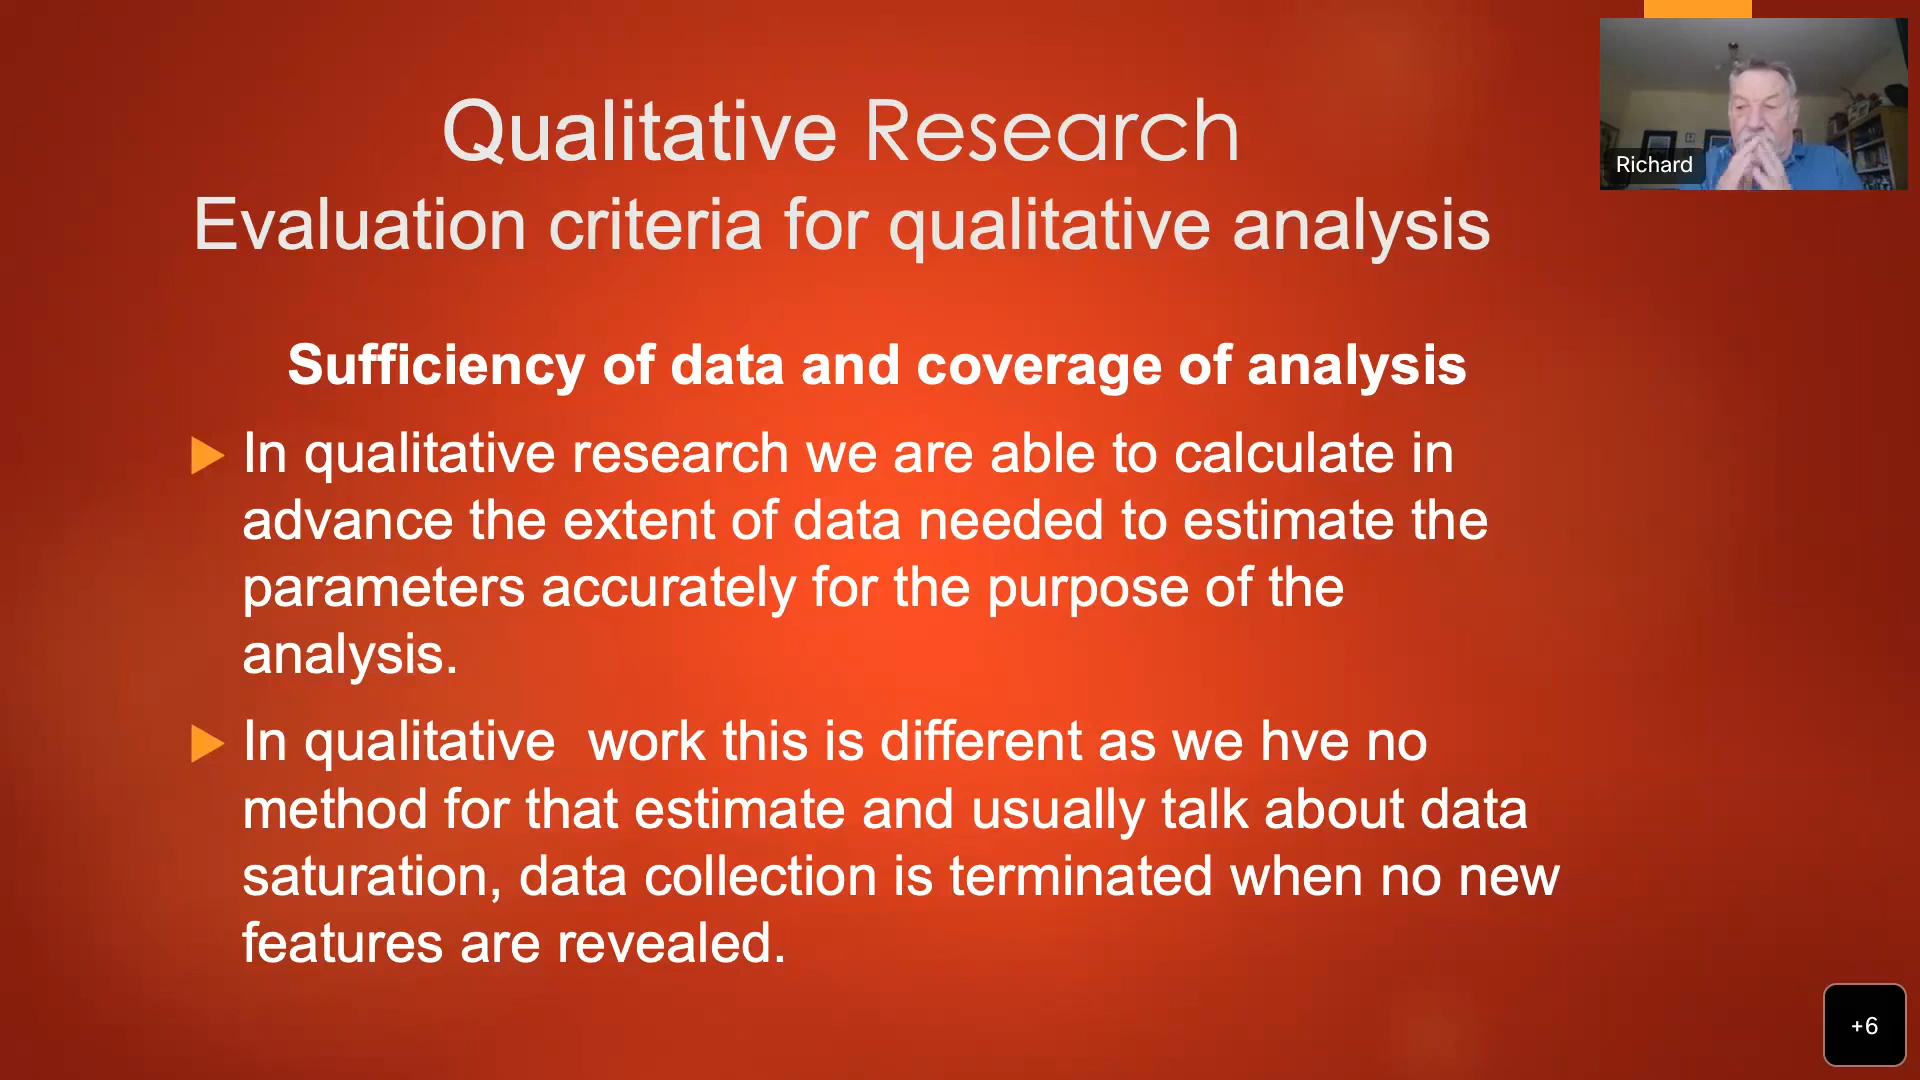 Qualitative Research
Evaluation criteria for qualitative analysis
Richard
Sufficiency of data and coverage of analysis
In qualitative research we are able to calculate in
advance the extent of data needed to estimate the
parameters accurately for the purpose of the
analysis.
In qualitative  work this is different as we hve no
method for that estimate and usually talk about data
saturation, data collection is terminated when no new
features are revealed.
+6